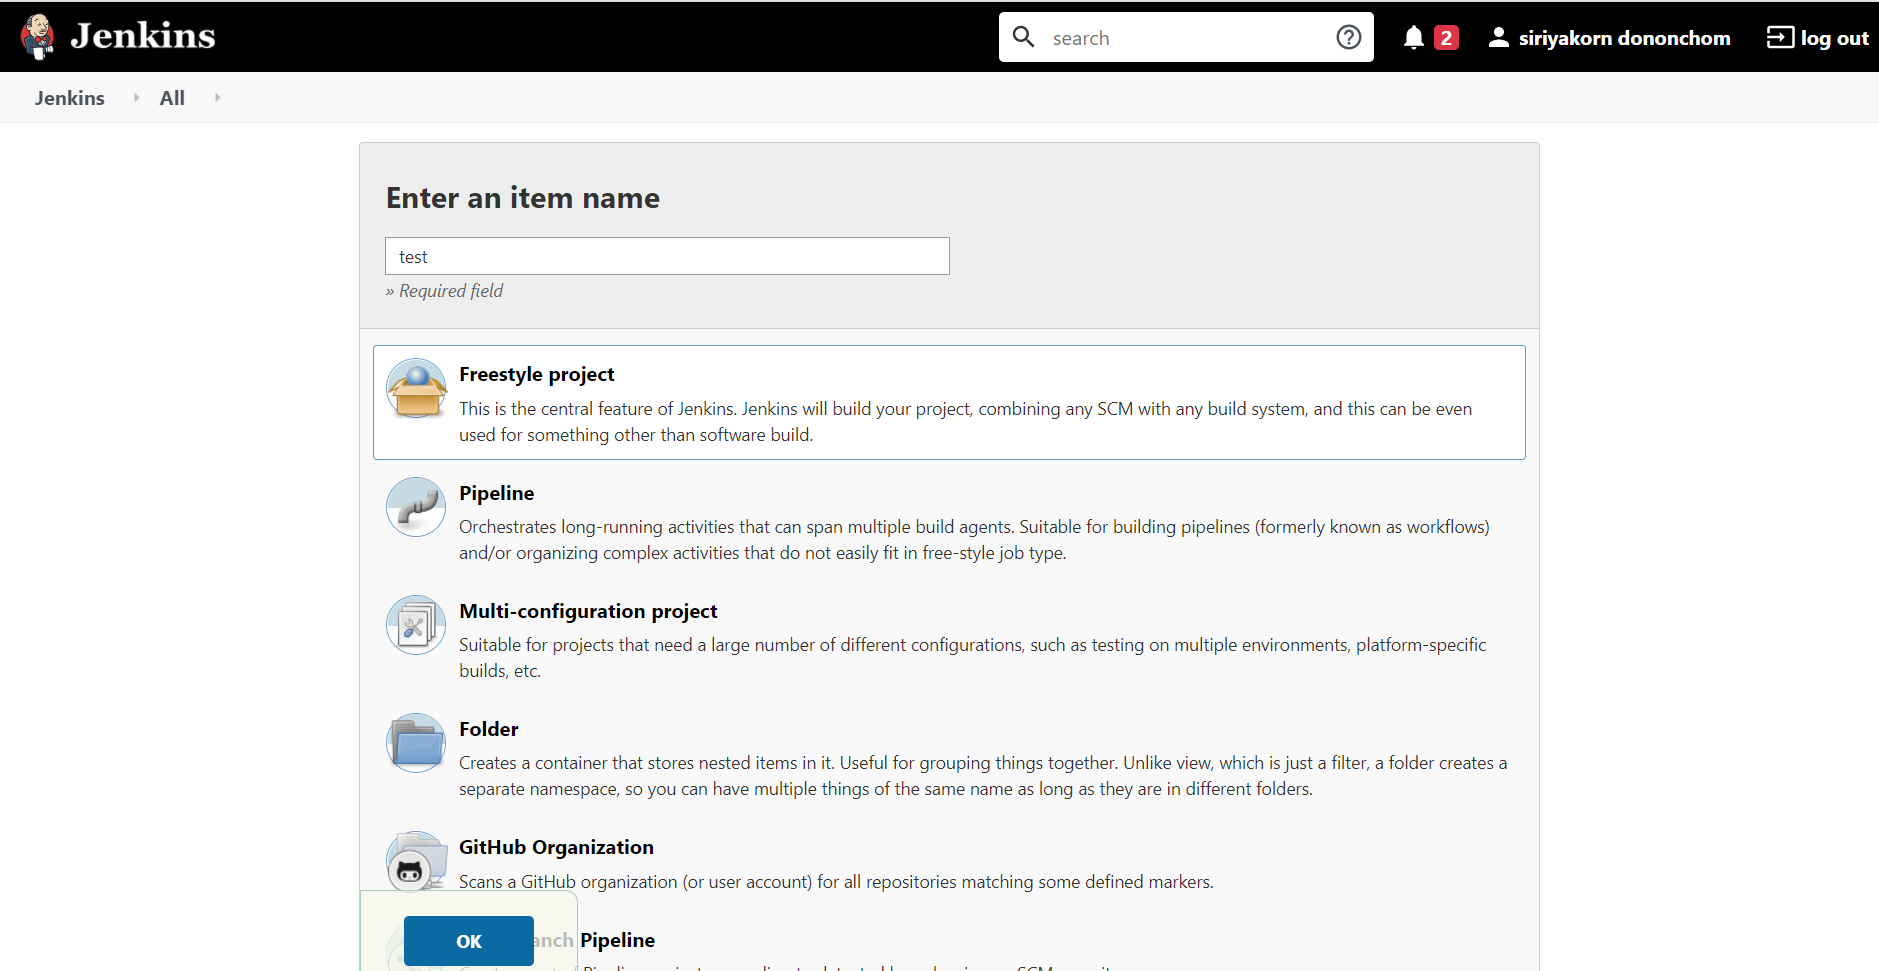 Jenkins
search
2
siriyakorn dononchom
log out
Jenkins
All
Enter an item name
test
» Required field
Freestyle project
This is the central feature of Jenkins. Jenkins will build your project, combining any SCM with any build system, and this can be even
used for something other than software build.
Pipeline
Orchestrates long-running activities that can span multiple build agents. Suitable for building pipelines (formerly known as workflows)
and/or organizing complex activities that do not easily fit in free-style job type.
Multi-configuration project
Suitable for projects that need a large number of different configurations, such as testing on multiple environments, platform-specific
builds, etc.
Folder
Creates a container that stores nested items in it. Useful for grouping things together. Unlike view, which is just a filter, a folder creates a
separate namespace, so you can have multiple things of the same name as long as they are in different folders.
GitHub Organization
Scans a GitHub organization (or user account) for all repositories matching some defined markers.
OK
anch Pipeline